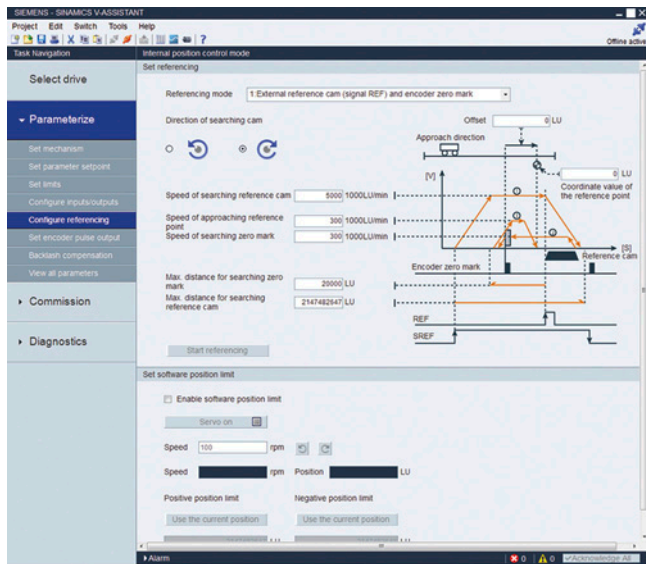 SIEMENS - SINAMICS V-ASSISTANT
Project Edit Switch Tools Help
Offline active
Task Navigation
Internal position control mode
Select drive
Parameterize
Set mechanism
Set parameter setpoint
Set limits
Configure inputs/outputs
Configure referencing
Set encoder pulse output
Backlash compensation
View all parameters
Commission
Diagnostics
Set referencing
Referencing mode 1:External reference cam (signal REF) and encoder zero mark
Direction of searching cam
Offset 0 LU
Approach direction
[V]
0 LU
Coordinate value of
the reference point
Speed of searching reference cam 5000 1000LU/min
Speed of approaching reference
point 300 1000LU/min
Speed of searching zero mark 300 1000LU/min
[S]
Reference cam
Encoder zero mark
Max. distance for searching zero
mark 20000 LU
Max. distance for searching
reference cam 2147482647 LU
REF
SREF
Start referencing
Set software position limit
Enable software position limit
Servo on
Speed 100 rpm
Speed rpm Position LU
Positive position limit Negative position limit
Use the current position Use the current position
Alarm 0 0 Acknowledge All